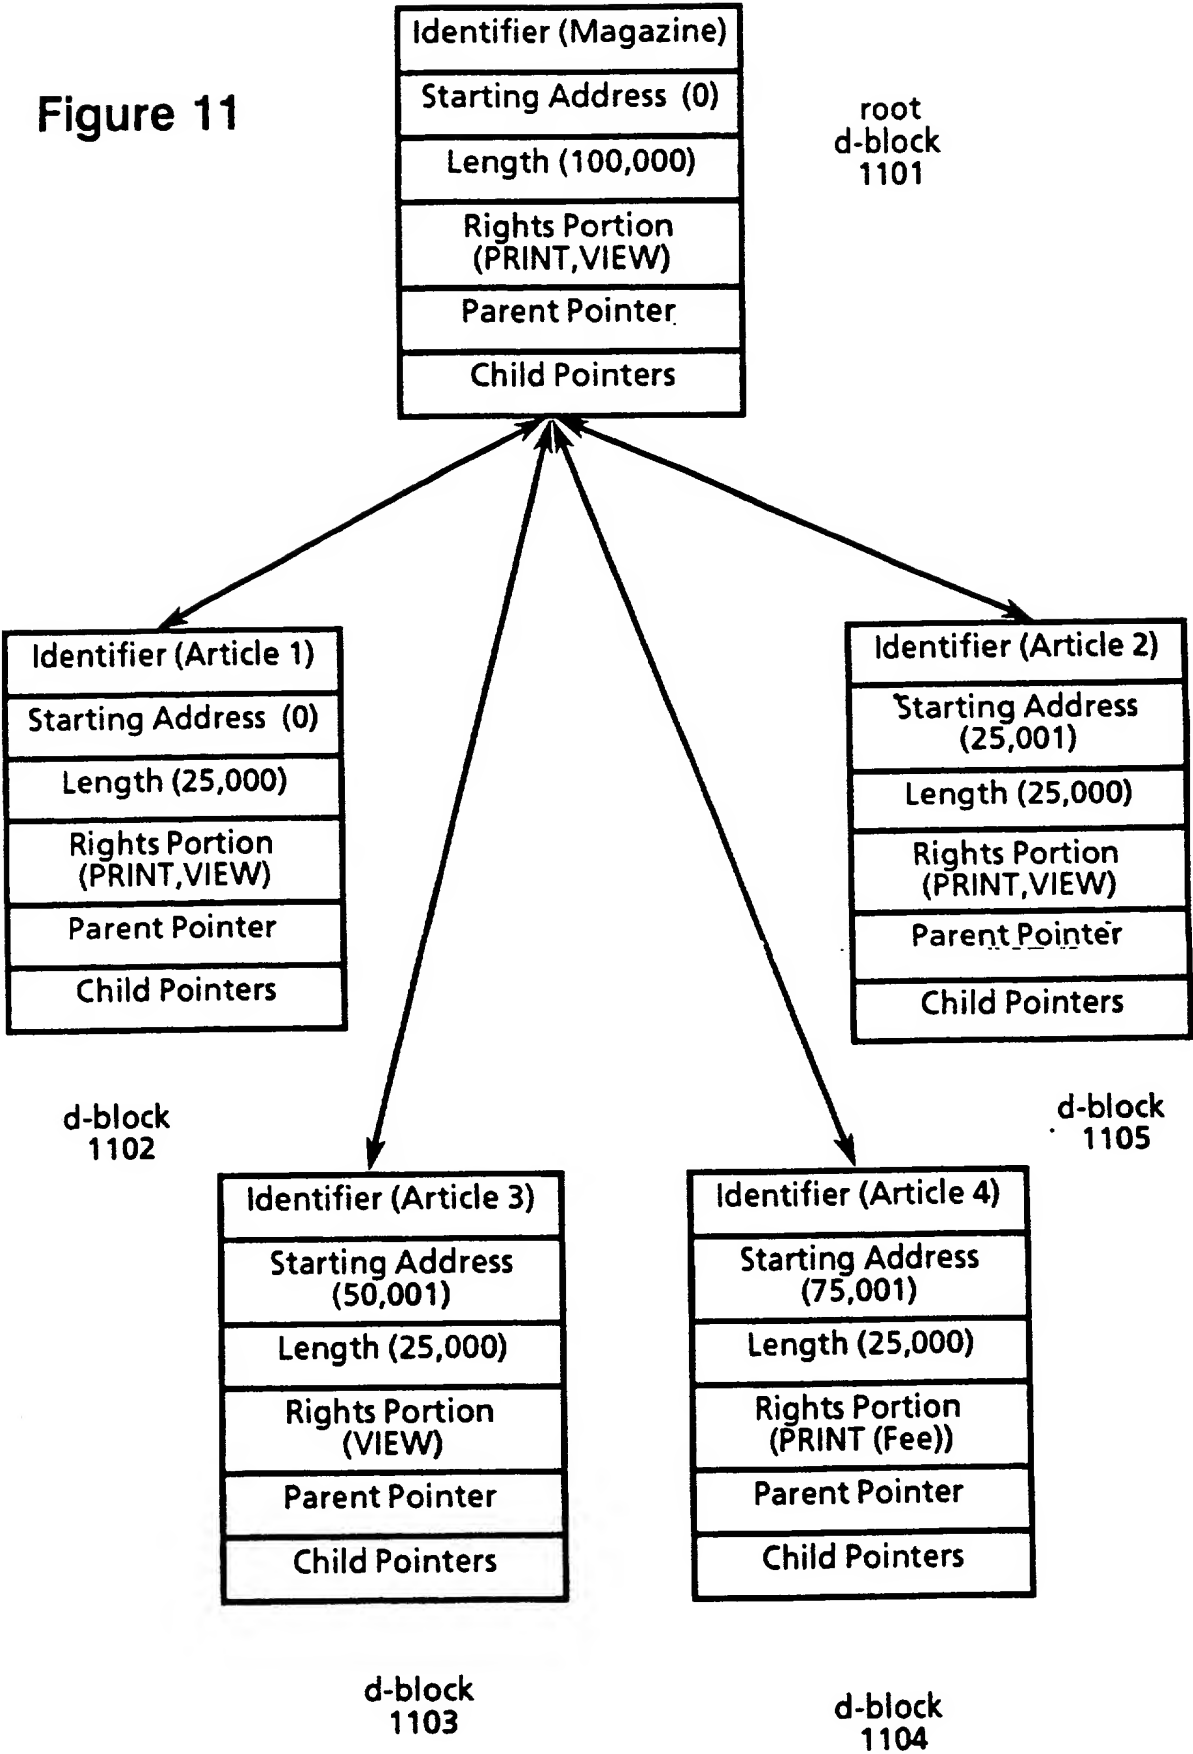 Figure 11
Identifier (Magazine)
Starting Address (0)
Length (100,000)
Rights Portion
(PRINT,VIEW)
Parent Pointer
Child Pointers
root
d-block
1101
Identifier (Article 1)
Starting Address (0)
Length (25,000)
Rights Portion
(PRINT,VIEW)
Parent Pointer
Child Pointers
d-block
1102
Identifier (Article 2)
Starting Address
(25,001)
Length (25,000)
Rights Portion
(PRINT,VIEW)
Parent Pointer
Child Pointers
d-block
1105
Identifier (Article 3)
Starting Address
(50,001)
Length (25,000)
Rights Portion
(VIEW)
Parent Pointer
Child Pointers
d-block
1103
Identifier (Article 4)
Starting Address
(75,001)
Length (25,000)
Rights Portion
(PRINT (Fee))
Parent Pointer
Child Pointers
d-block
1104